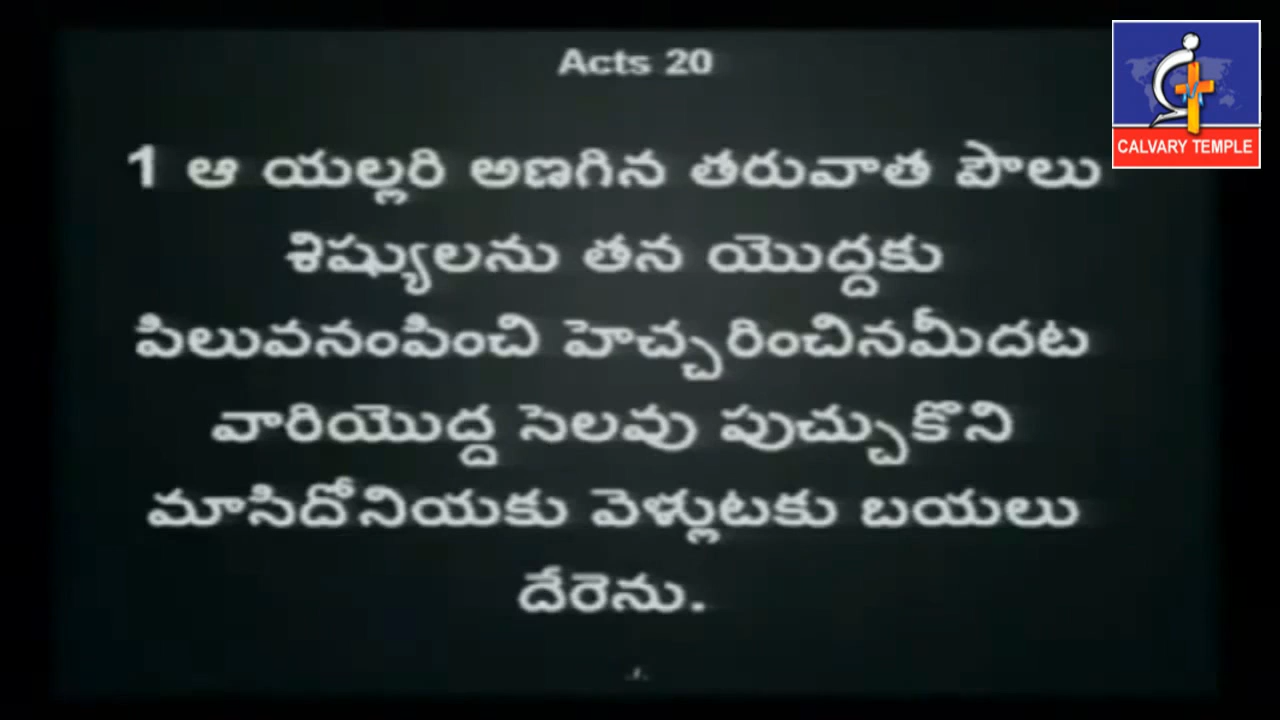 Acts 20
CALVARY TEMPLE
1 ఆ యల్లరి అణగిన తరువాత పౌలు
శిష్యులను తన యొద్దకు
పిలువనంపించి హెచ్చరించినమీదట
వారియొద్ద సెలవు పుచ్చుకొని
మాసిదోనియకు వెళ్లుటకు బయలు
దేరెను.